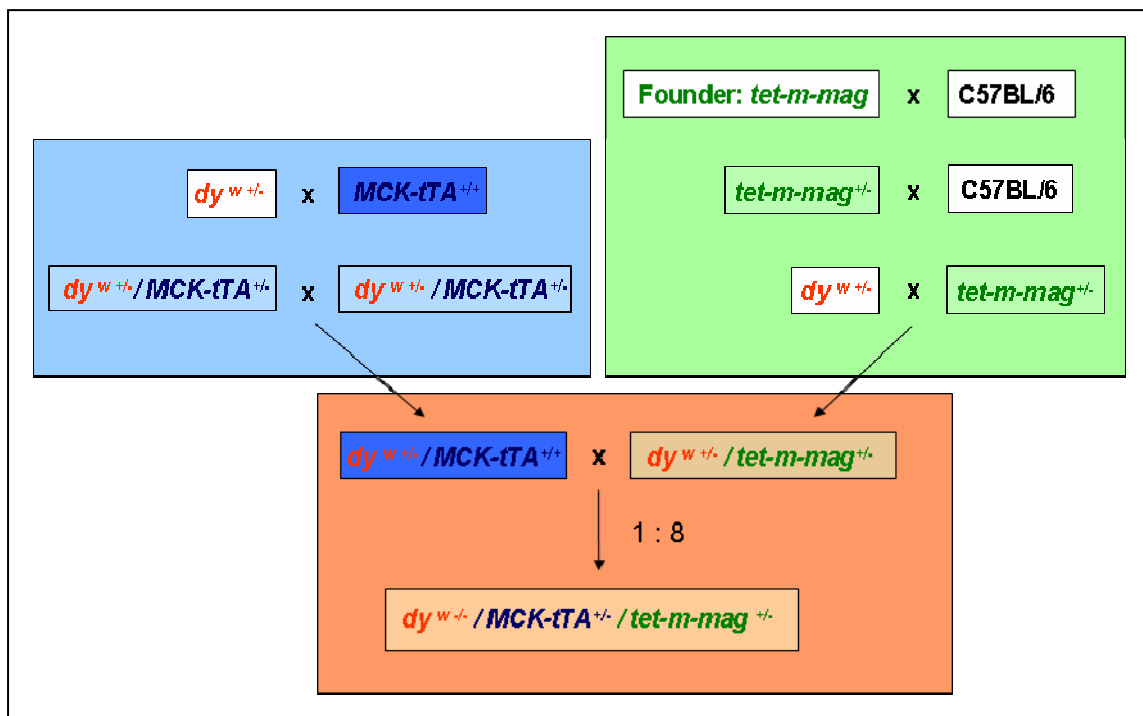 Founder: tet-m-mag x C57BL/6
dy w +/- x MCK-tTA+/+
tet-m-mag+/- x C57BL/6
dy w +/-/MCK-tTA+/- x dy w +/-/MCK-tTA+/-
dy w +/- x tet-m-mag+/-
dy w +/-/MCK-tTA+/+ x dy w +/-/tet-m-mag+/-
1 : 8
dy w -/-/MCK-tTA+/-/tet-m-mag +/-